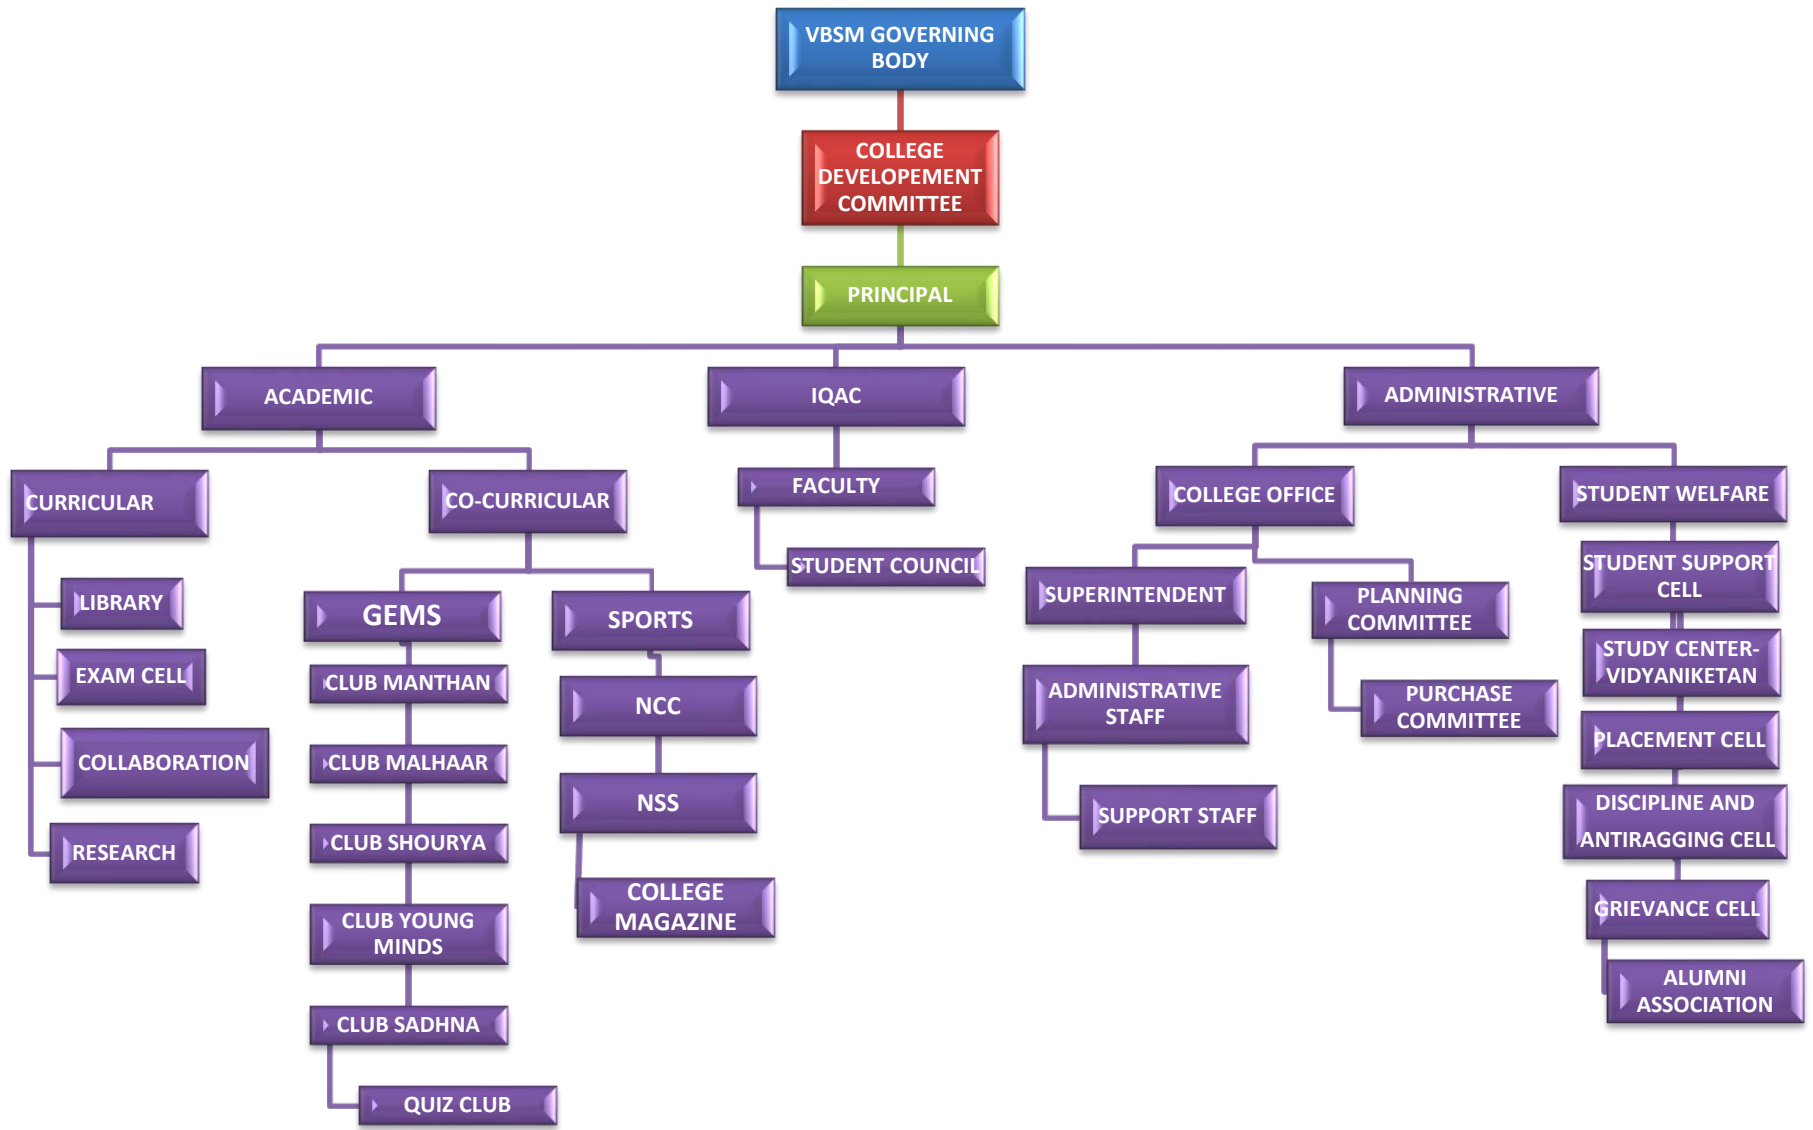 VBSM GOVERNING
BODY
COLLEGE
DEVELOPEMENT
COMMITTEE
PRINCIPAL
ACADEMIC
IQAC
ADMINISTRATIVE
CURRICULAR
CO-CURRICULAR
FACULTY
COLLEGE OFFICE
STUDENT WELFARE
LIBRARY
EXAM CELL
COLLABORATION
RESEARCH
GEMS
CLUB MANTHAN
CLUB MALHAAR
CLUB SHOURYA
CLUB YOUNG
MINDS
CLUB SADHNA
QUIZ CLUB
SPORTS
NCC
NSS
COLLEGE
MAGAZINE
STUDENT COUNCIL
SUPERINTENDENT
ADMINISTRATIVE
STAFF
SUPPORT STAFF
PLANNING
COMMITTEE
PURCHASE
COMMITTEE
STUDENT SUPPORT
CELL
STUDY CENTER-
VIDYANIKETAN
PLACEMENT CELL
DISCIPLINE AND
ANTIRAGGING CELL
GRIEVANCE CELL
ALUMNI
ASSOCIATION